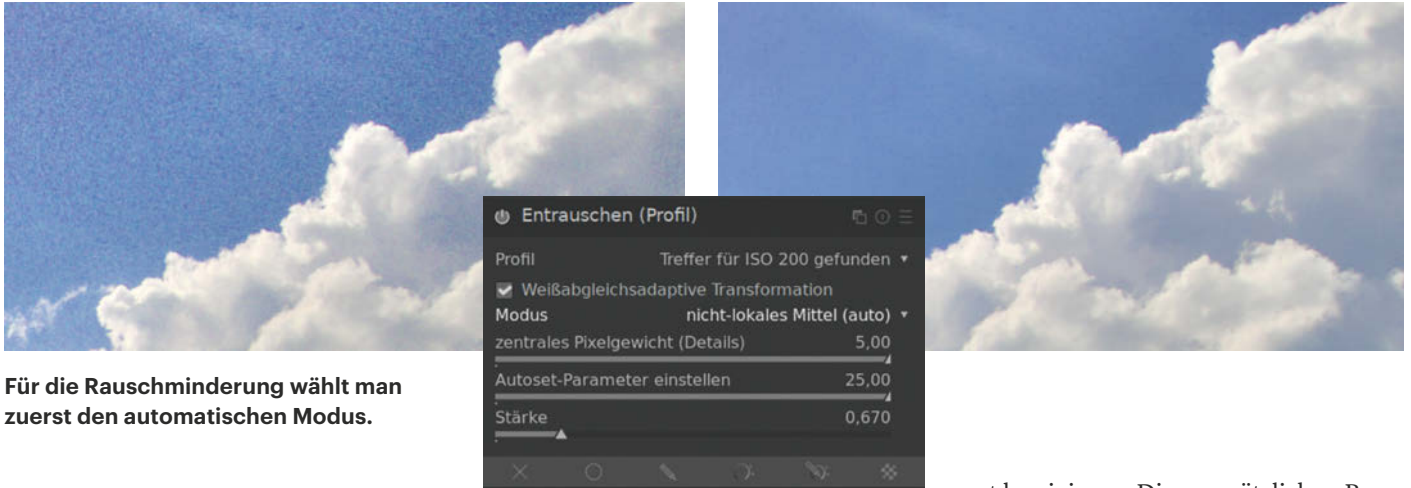 Entrauschen (Profil)
Profil Treffer für ISO 200 gefunden
Weißabgleichsadaptive Transformation
Modus nicht-lokales Mittel (auto)
zentrales Pixelgewicht (Details) 5,00
Autoset-Parameter einstellen 25,00
Stärke 0,670
Für die Rauschminderung wählt man
zuerst den automatischen Modus.